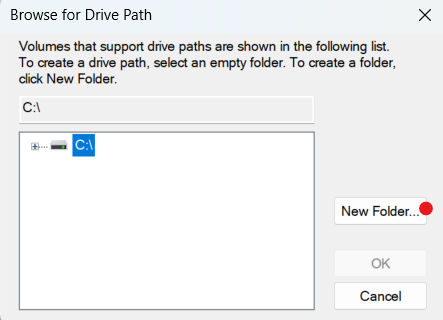 Browse for Drive Path
Volumes that support drive paths are shown in the following list.
To create a drive path, select an empty folder. To create a folder,
click New Folder.
C:\
C:\
New Folder...
OK
Cancel